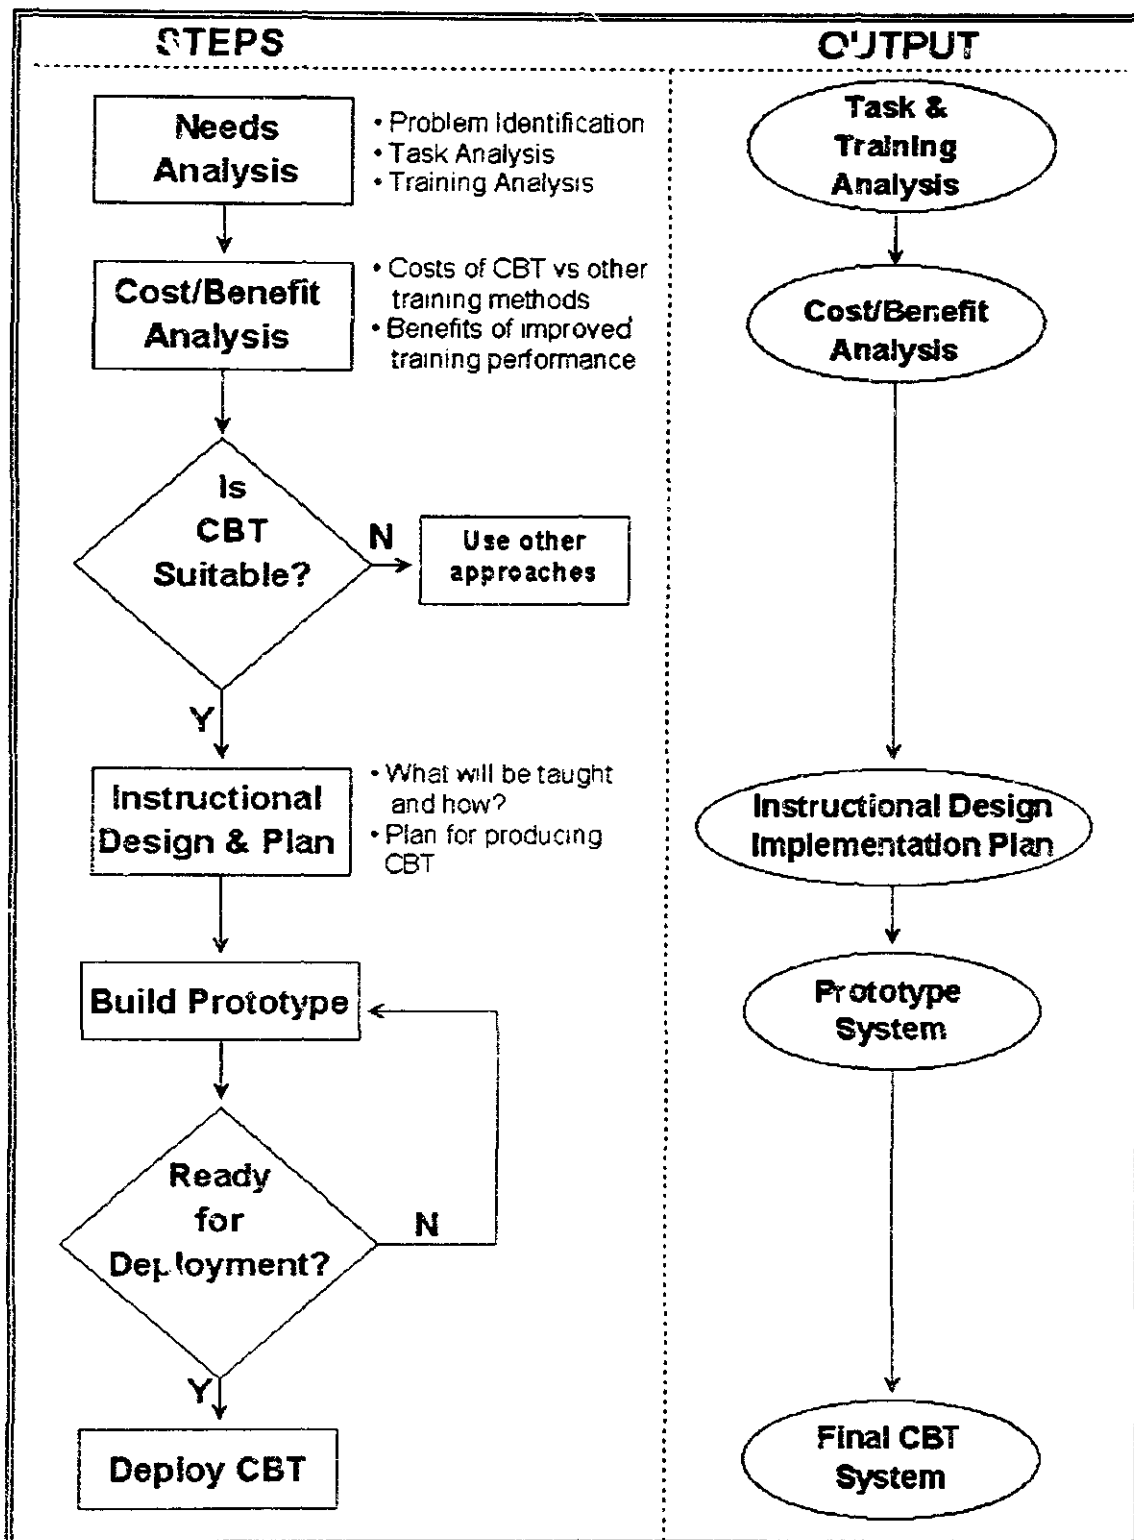 STEPS
OUTPUT
Needs
Analysis
• Problem Identification
• Task Analysis
• Training Analysis
Task &
Training
Analysis
Cost/Benefit
Analysis
• Costs of CBT vs other
training methods
• Benefits of improved
training performance
Cost/Benefit
Analysis
Is
CBT
Suitable?
N
Use other
approaches
Y
Instructional
Design & Plan
• What will be taught
and how?
• Plan for producing
CBT
Instructional Design
Implementation Plan
Build Prototype
Prototype
System
Ready
for
Deployment?
N
Y
Deploy CBT
Final CBT
System